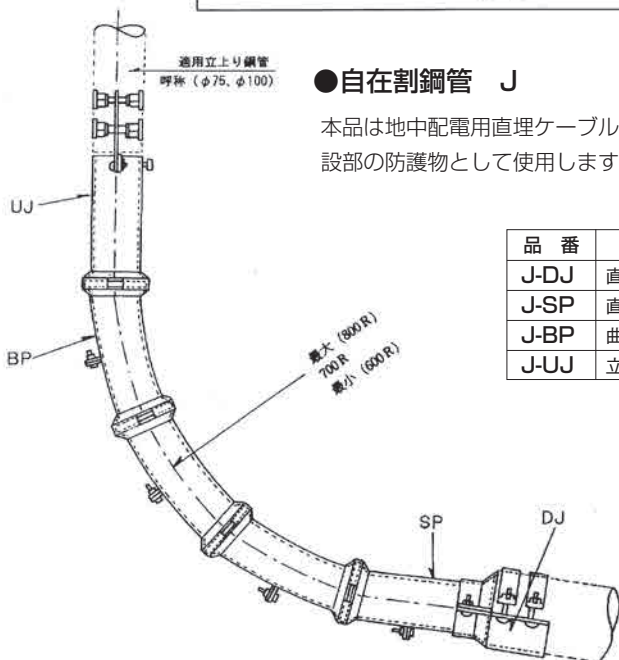 適用立上り鋼管
呼称（φ75、φ100）
●自在割鋼管　J
本品は地中配電用直埋ケーブル
設部の防護物として使用します
UJ
品　番
J-DJ 直
J-SP 直
J-BP 曲
J-UJ 立
BP
最大（800R）
700R
最小（600R）
SP
DJ